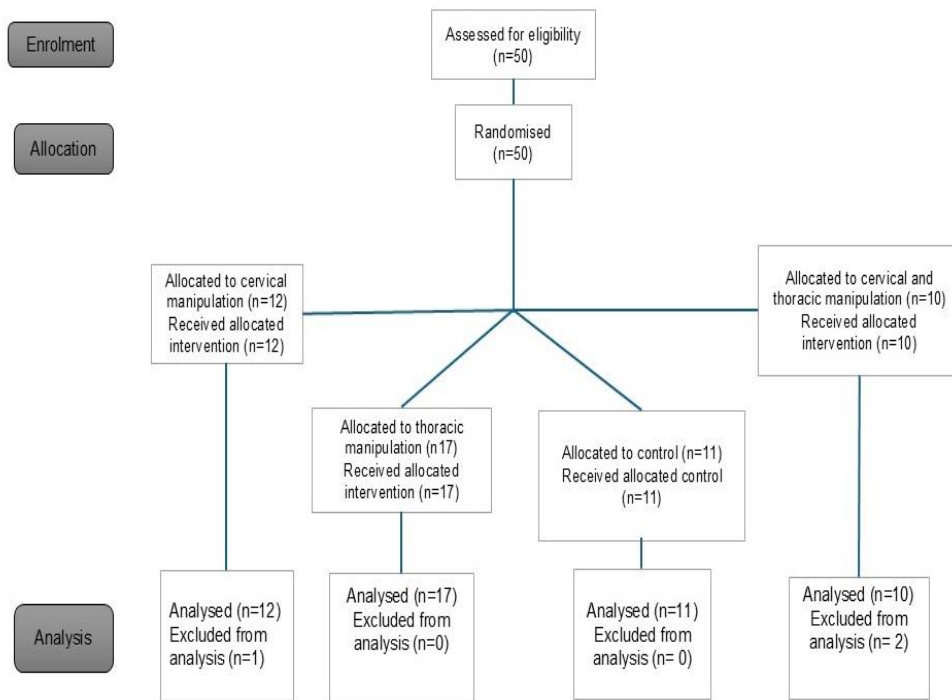 Enrolment
Assessed for eligibility
(n=50)
Allocation
Randomised
(n=50)
Allocated to cervical
manipulation (n=12)
Received allocated
intervention (n=12)
Allocated to cervical and
thoracic manipulation (n=10)
Received allocated
intervention (n=10)
Allocated to thoracic
manipulation (n17)
Received allocated
intervention (n=17)
Allocated to control (n=11)
Received allocated control
(n=11)
Analysis
Analysed (n=12)
Excluded from
analysis (n=1)
Analysed (n=17)
Excluded from
analysis (n=0)
Analysed (n=11)
Excluded from
analysis (n= 0)
Analysed (n=10)
Excluded from
analysis (n= 2)